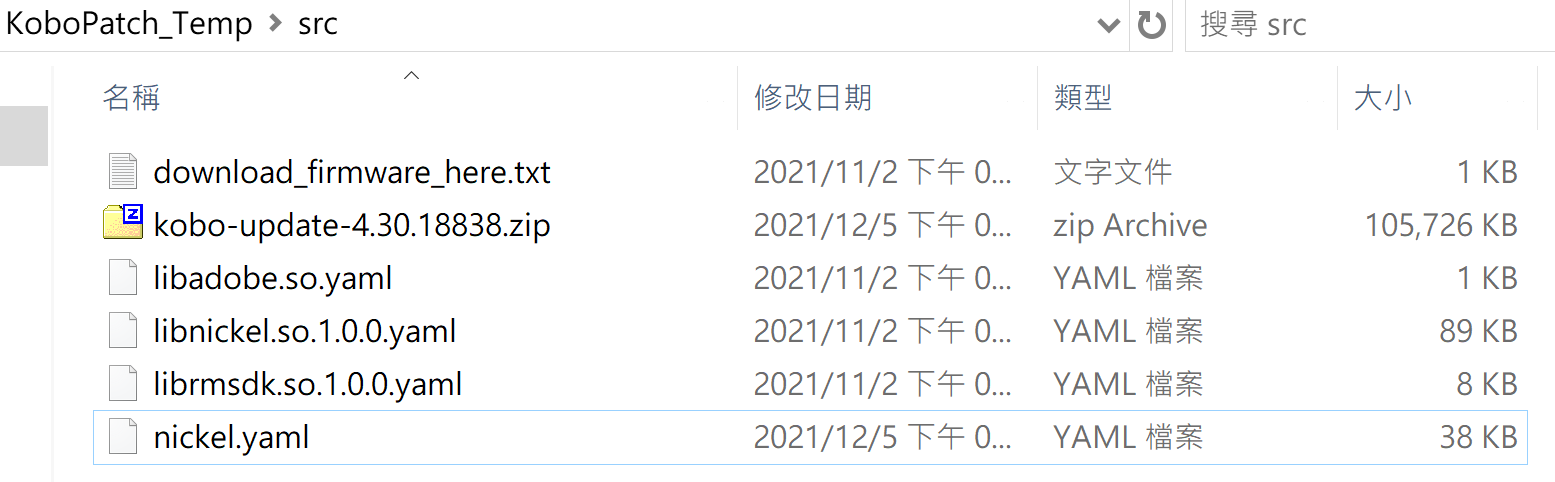 KoboPatch_Temp > src 搜尋 src
名稱 修改日期 類型 大小
download_firmware_here.txt 2021/11/2 下午 0... 文字文件 1 KB
kobo-update-4.30.18838.zip 2021/12/5 下午 0... zip Archive 105,726 KB
libadobe.so.yaml 2021/11/2 下午 0... YAML 檔案 1 KB
libnickel.so.1.0.0.yaml 2021/11/2 下午 0... YAML 檔案 89 KB
librmsdk.so.1.0.0.yaml 2021/11/2 下午 0... YAML 檔案 8 KB
nickel.yaml 2021/12/5 下午 0... YAML 檔案 38 KB